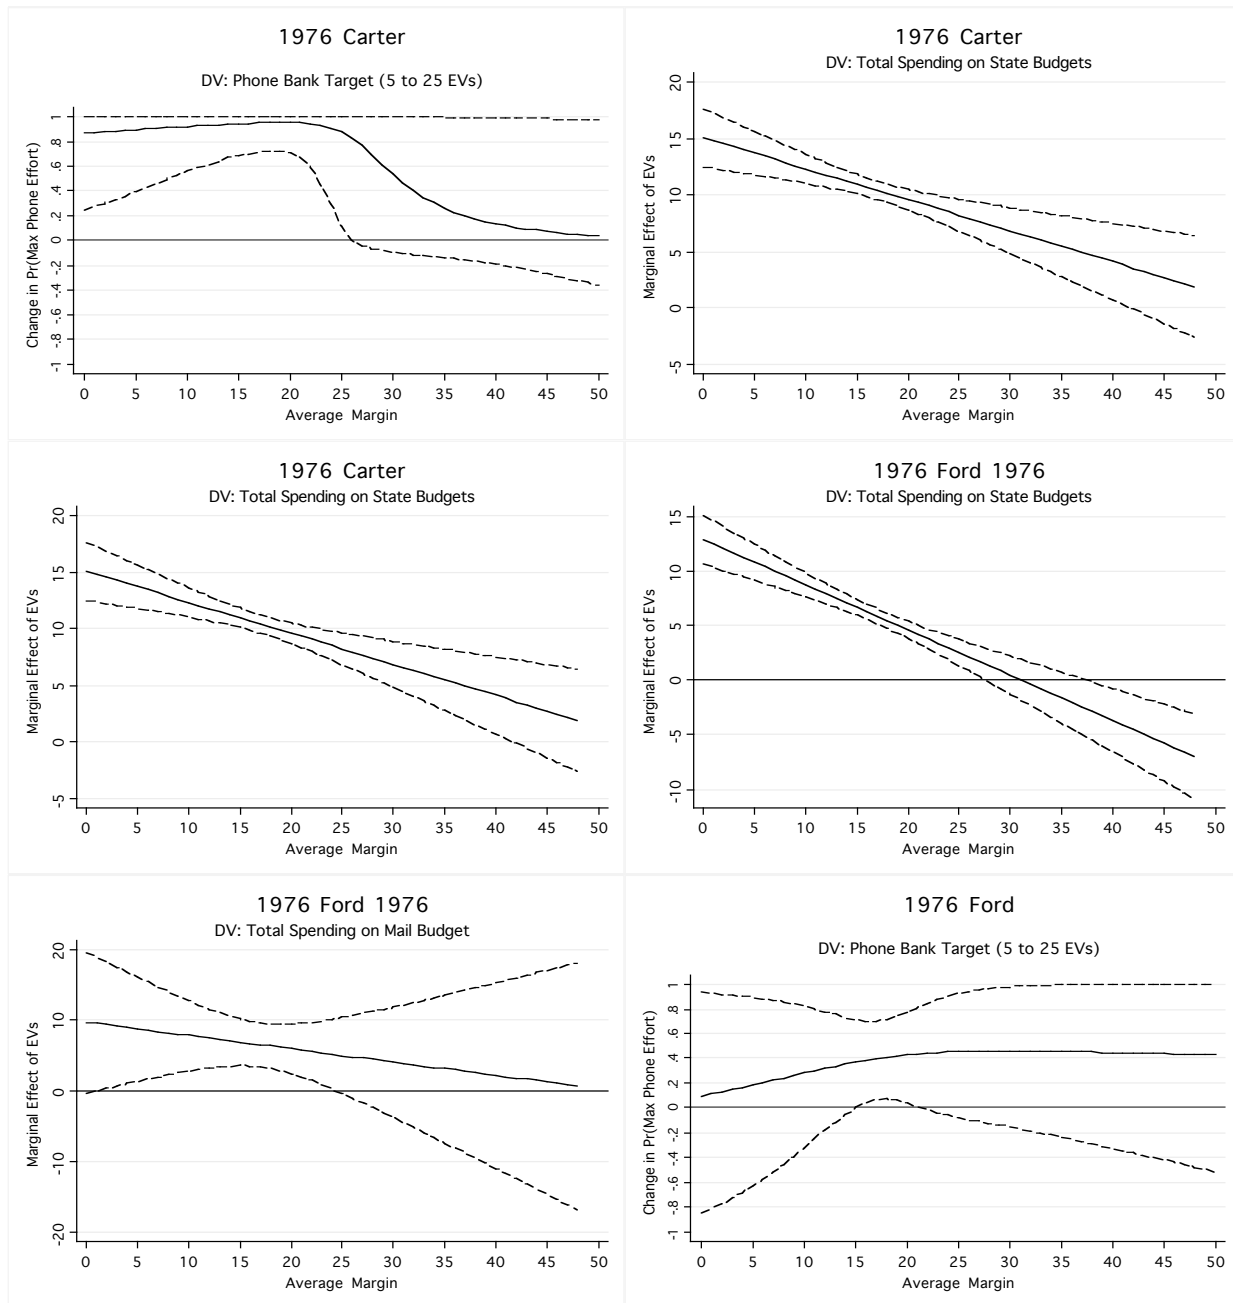 1976 Carter
DV: Phone Bank Target (5 to 25 EVs)
Change in Pr(Max Phone Effort)
1
.8
.6
.4
.2
0
-.2
-.4
-.6
-.8
-1
0 5 10 15 20 25 30 35 40 45 50
Average Margin
1976 Carter
DV: Total Spending on State Budgets
Marginal Effect of EVs
20
15
10
5
0
-5
0 5 10 15 20 25 30 35 40 45 50
Average Margin
1976 Carter
DV: Total Spending on State Budgets
Marginal Effect of EVs
20
15
10
5
0
-5
0 5 10 15 20 25 30 35 40 45 50
Average Margin
1976 Ford 1976
DV: Total Spending on State Budgets
Marginal Effect of EVs
15
10
5
0
-5
-10
0 5 10 15 20 25 30 35 40 45 50
Average Margin
1976 Ford 1976
DV: Total Spending on Mail Budget
Marginal Effect of EVs
20
10
0
-10
-20
0 5 10 15 20 25 30 35 40 45 50
Average Margin
1976 Ford
DV: Phone Bank Target (5 to 25 EVs)
Change in Pr(Max Phone Effort)
1
.8
.6
.4
.2
0
-.2
-.4
-.6
-.8
-1
0 5 10 15 20 25 30 35 40 45 50
Average Margin